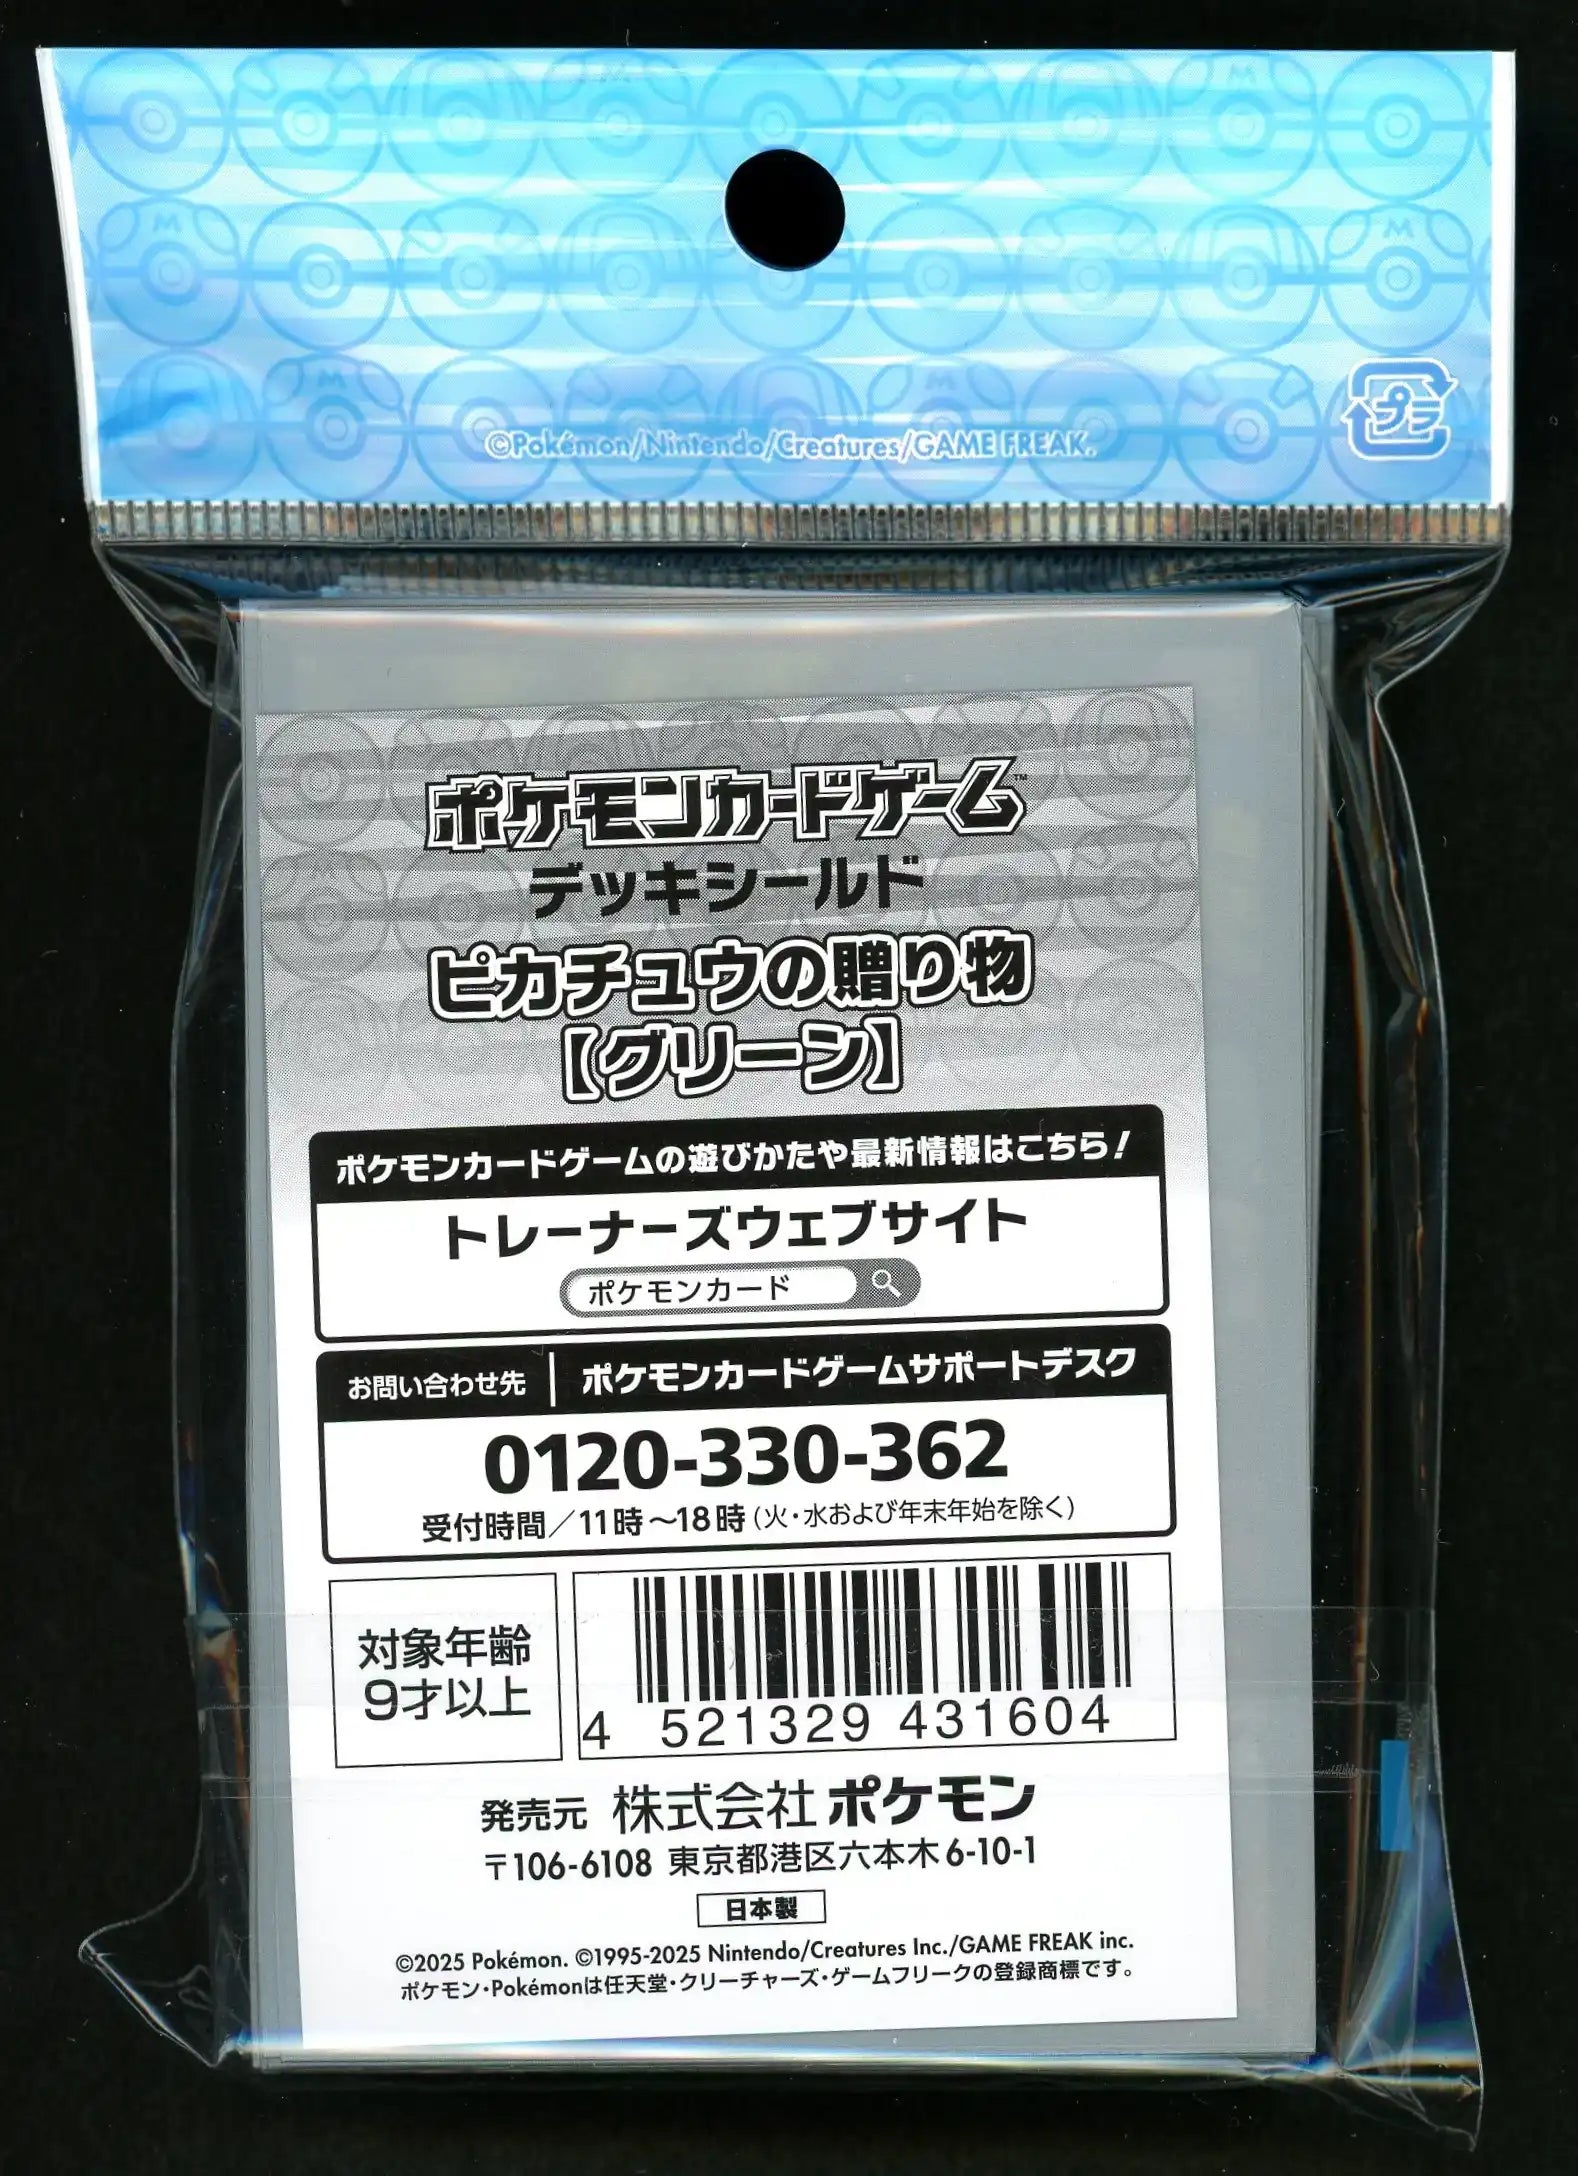 ©Pokémon/Nintendo/Creatures/GAME FREAK.
プラ
ポケモンカードゲーム™
デッキシールド
ピカチュウの贈り物
【グリーン】
ポケモンカードゲームの遊びかたや最新情報はこちら!
トレーナーズウェブサイト
ポケモンカード
お問い合わせ先 ポケモンカードゲームサポートデスク
0120-330-362
受付時間/11時~18時(火・水および年末年始を除く)
対象年齢
9才以上
4 521329 431604
発売元 株式会社ポケモン
〒106-6108 東京都港区六本木6-10-1
日本製
©2025 Pokémon. ©1995-2025 Nintendo/Creatures Inc./GAME FREAK inc.
ポケモン・Pokémonは任天堂・クリーチャーズ・ゲームフリークの登録商標です。